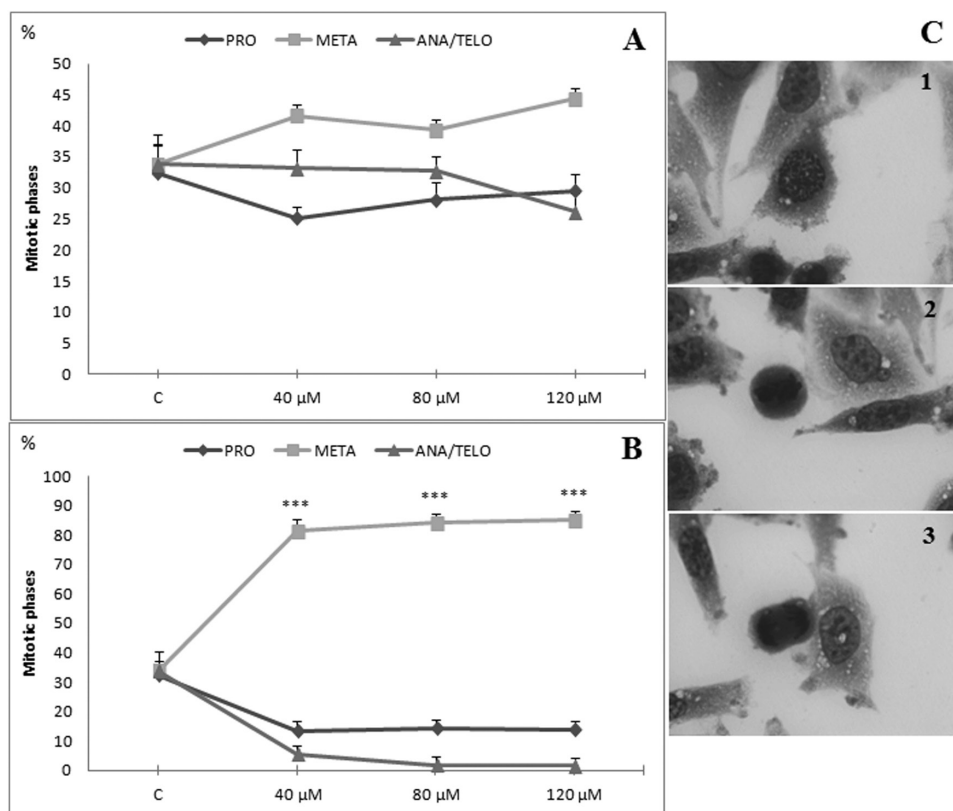 %
PRO META ANA/TELO
A
Mitotic phases
50
45
40
35
30
25
20
15
10
5
0
C 40 µM 80 µM 120 µM
%
PRO META ANA/TELO
B
Mitotic phases
100
90
80
70
60
50
40
30
20
10
0
*** *** ***
C 40 µM 80 µM 120 µM
C
1
2
3